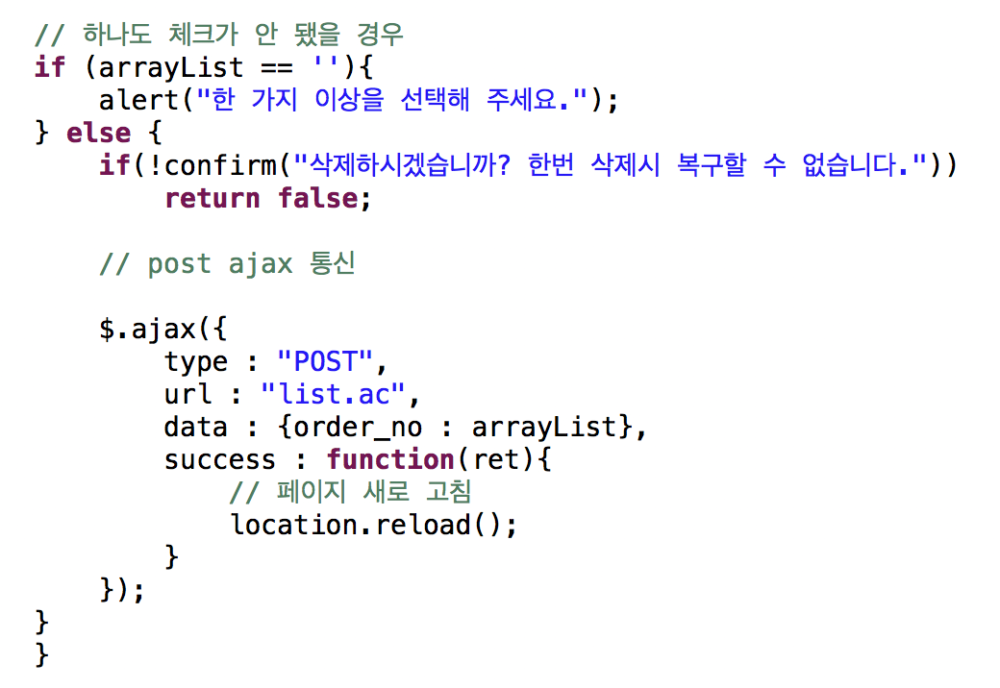 // 하나도 체크가 안 됐을 경우
if (arrayList == ''){
    alert("한 가지 이상을 선택해 주세요.");
} else {
    if(!confirm("삭제하시겠습니까? 한번 삭제시 복구할 수 없습니다."))
        return false;

    // post ajax 통신

    $.ajax({
        type : "POST",
        url : "list.ac",
        data : {order_no : arrayList},
        success : function(ret){
            // 페이지 새로 고침
            location.reload();
        }
    });
}
}